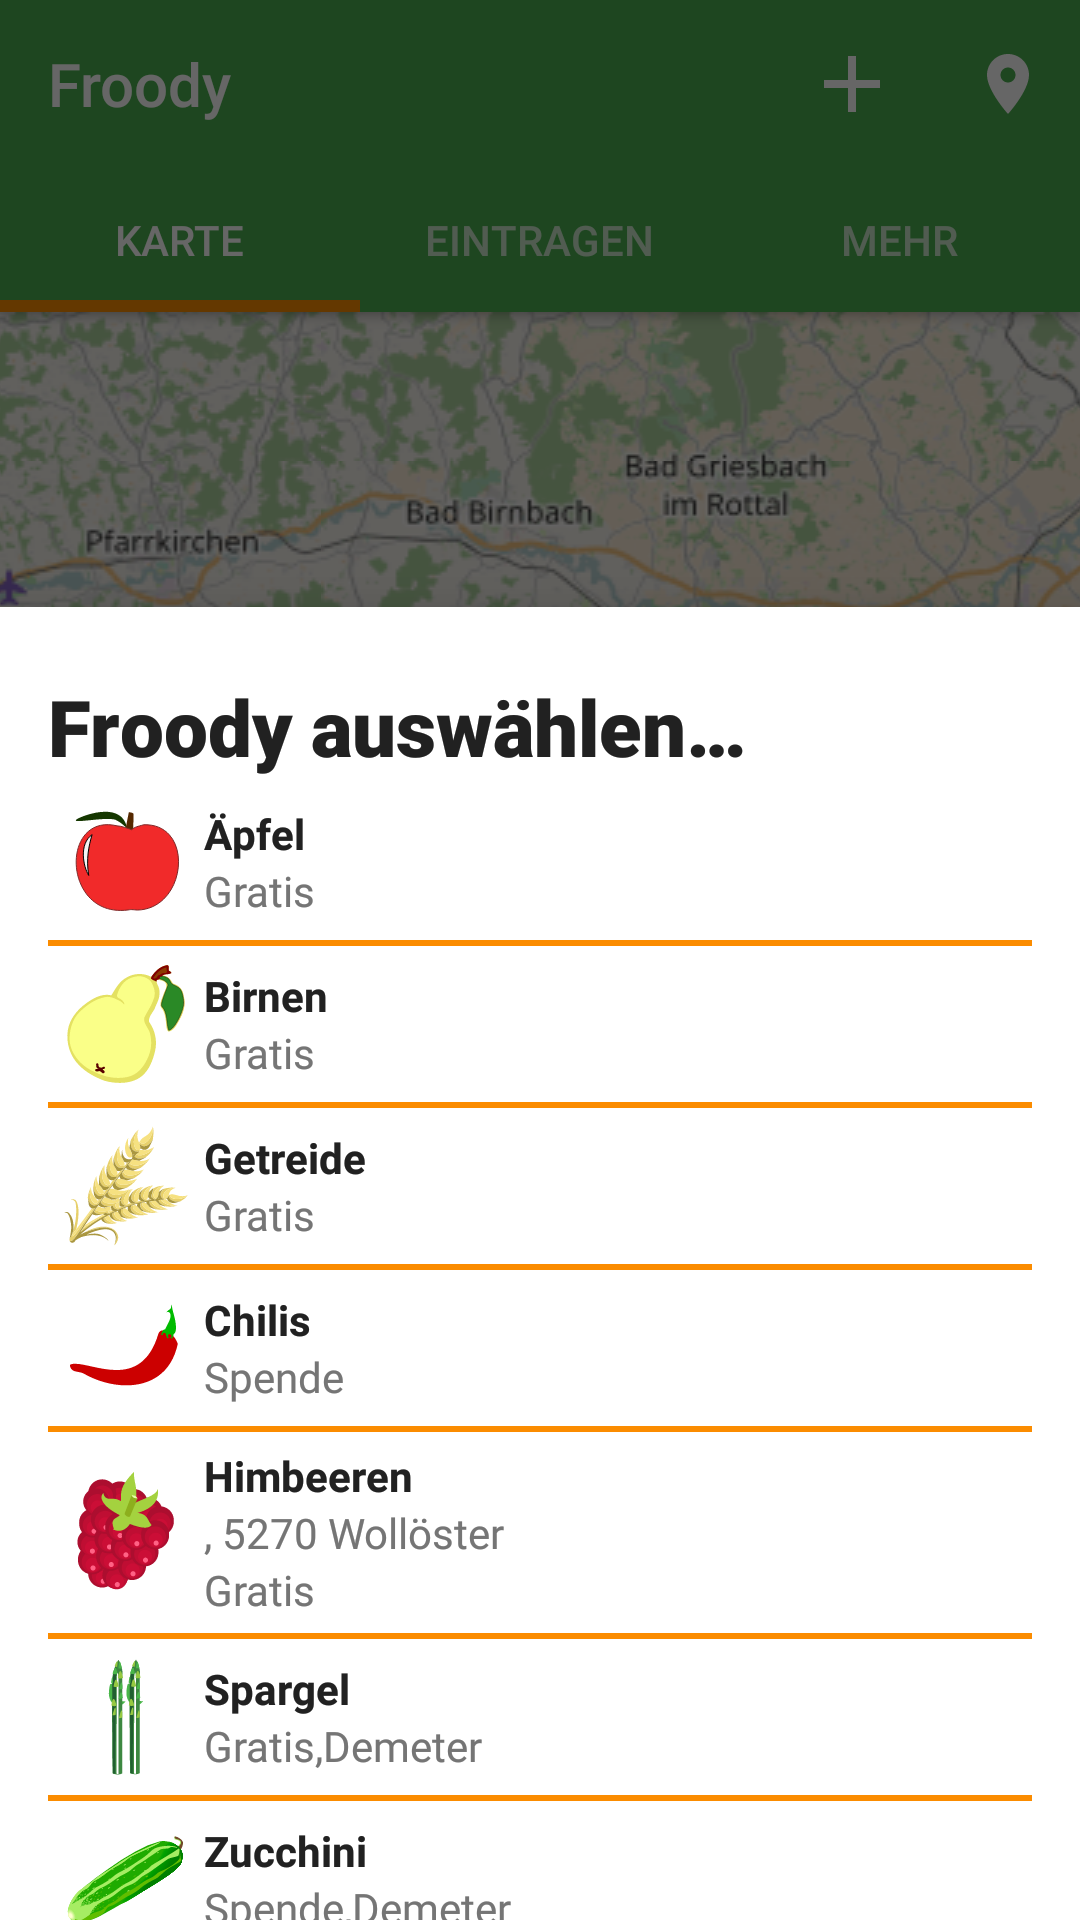 Froody
KARTE EINTRAGEN MEHR
Bad Griesbach
im Rottal
Bad Birnbach
Pfarrkirchen
Froody auswählen...
Äpfel
Gratis
Birnen
Gratis
Getreide
Gratis
Chilis
Spende
Himbeeren
, 5270 Wollöster
Gratis
Spargel
Gratis,Demeter
Zucchini
Spende,Demeter